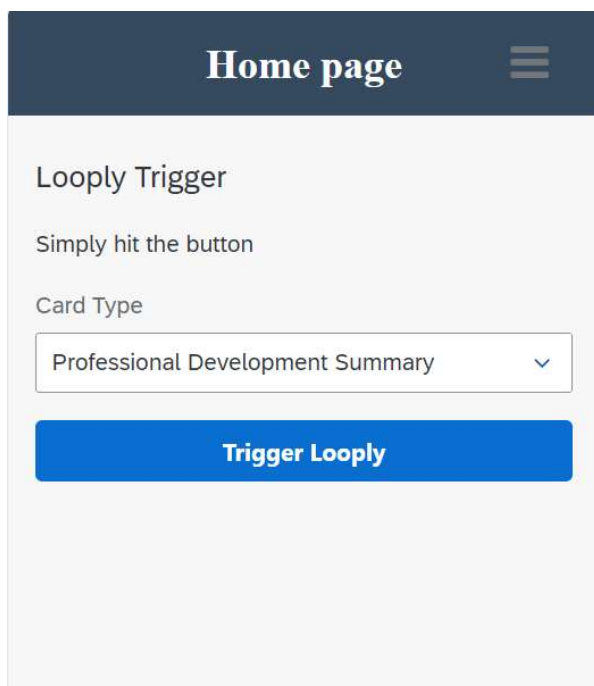 Home page
Looply Trigger
Simply hit the button
Card Type
Professional Development Summary
Trigger Looply